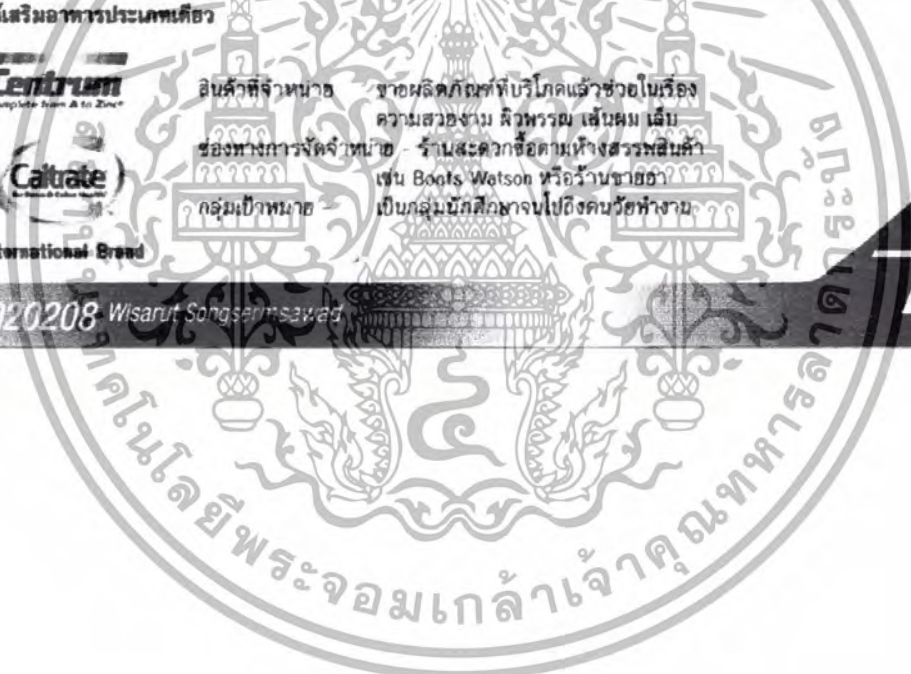 เสริมอาหารประเภทเดียว
Centrum
Complete from A to Zinc
Caltrate
International Brand
สินค้าที่จำหน่าย ขายผลิตภัณฑ์ที่บริโภคแล้วช่วยในเรื่อง
ความสวยงาม ผิวพรรณ เส้นผม เล็บ
ช่องทางการจัดจำหน่าย - ร้านสะดวกซื้อตามห้างสรรพสินค้า
เช่น Boots Watson หรือร้านขายยา
กลุ่มเป้าหมาย - เป็นกลุ่มนักศึกษาจนไปถึงคนวัยทำงาน
020208 Wisarut Songsermsawad
เทคโนโลยีพระจอมเกล้าเจ้าคุณทหารลาดกระบัง